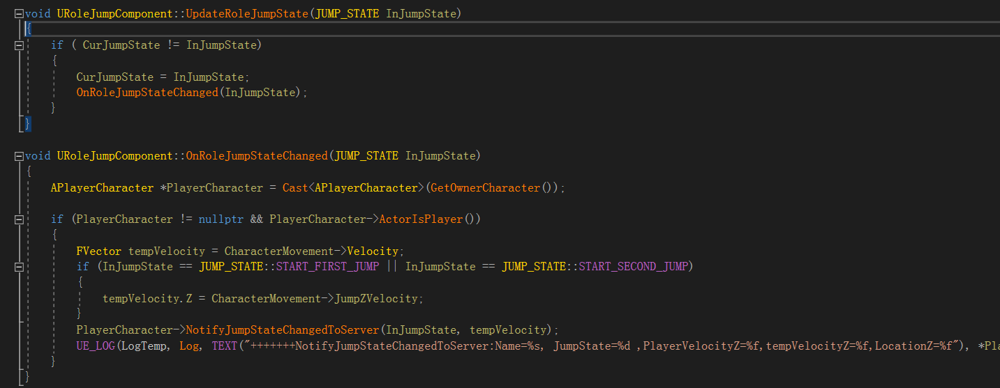 void URoleJumpComponent::UpdateRoleJumpState(JUMP_STATE InJumpState)
{
if ( CurJumpState != InJumpState)
{
CurJumpState = InJumpState;
OnRoleJumpStateChanged(InJumpState);
}
}
void URoleJumpComponent::OnRoleJumpStateChanged(JUMP_STATE InJumpState)
{
APlayerCharacter *PlayerCharacter = Cast<APlayerCharacter>(GetOwnerCharacter());
if (PlayerCharacter != nullptr && PlayerCharacter->ActorIsPlayer())
{
FVector tempVelocity = CharacterMovement->Velocity;
if (InJumpState == JUMP_STATE::START_FIRST_JUMP || InJumpState == JUMP_STATE::START_SECOND_JUMP)
{
tempVelocity.Z = CharacterMovement->JumpZVelocity;
}
PlayerCharacter->NotifyJumpStateChangedToServer(InJumpState, tempVelocity);
UE_LOG(LogTemp, Log, TEXT("+++++++NotifyJumpStateChangedToServer:Name=%s, JumpState=%d ,PlayerVelocityZ=%f,tempVelocityZ=%f,LocationZ=%f"), *Pla
}
}